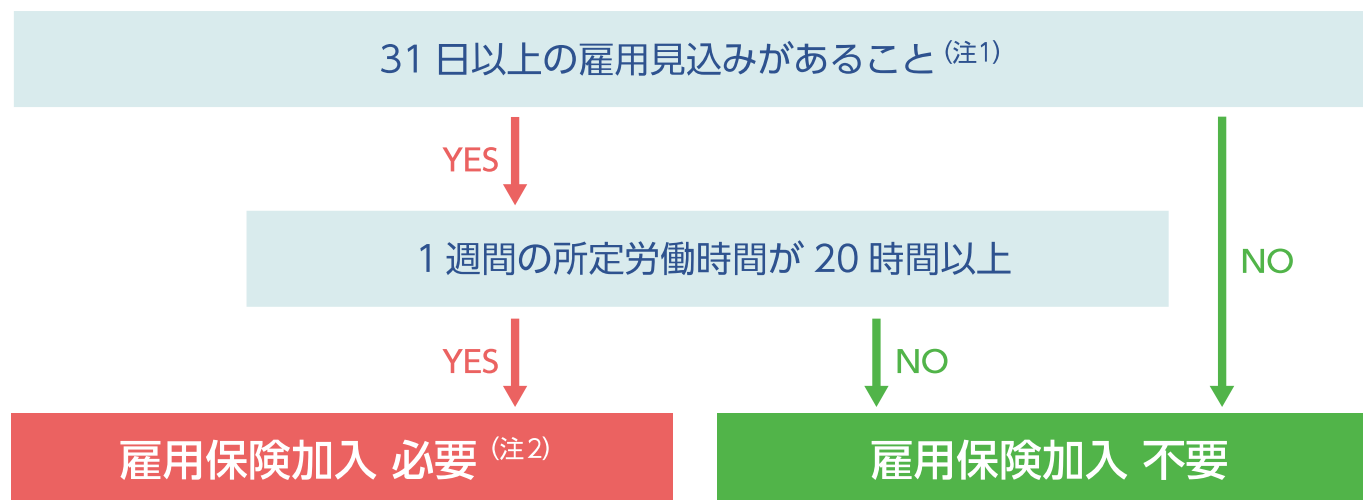 31日以上の雇用見込みがあること(注1)
YES
1週間の所定労働時間が 20 時間以上
NO
YES
NO
雇用保険加入 必要(注2)
雇用保険加入 不要